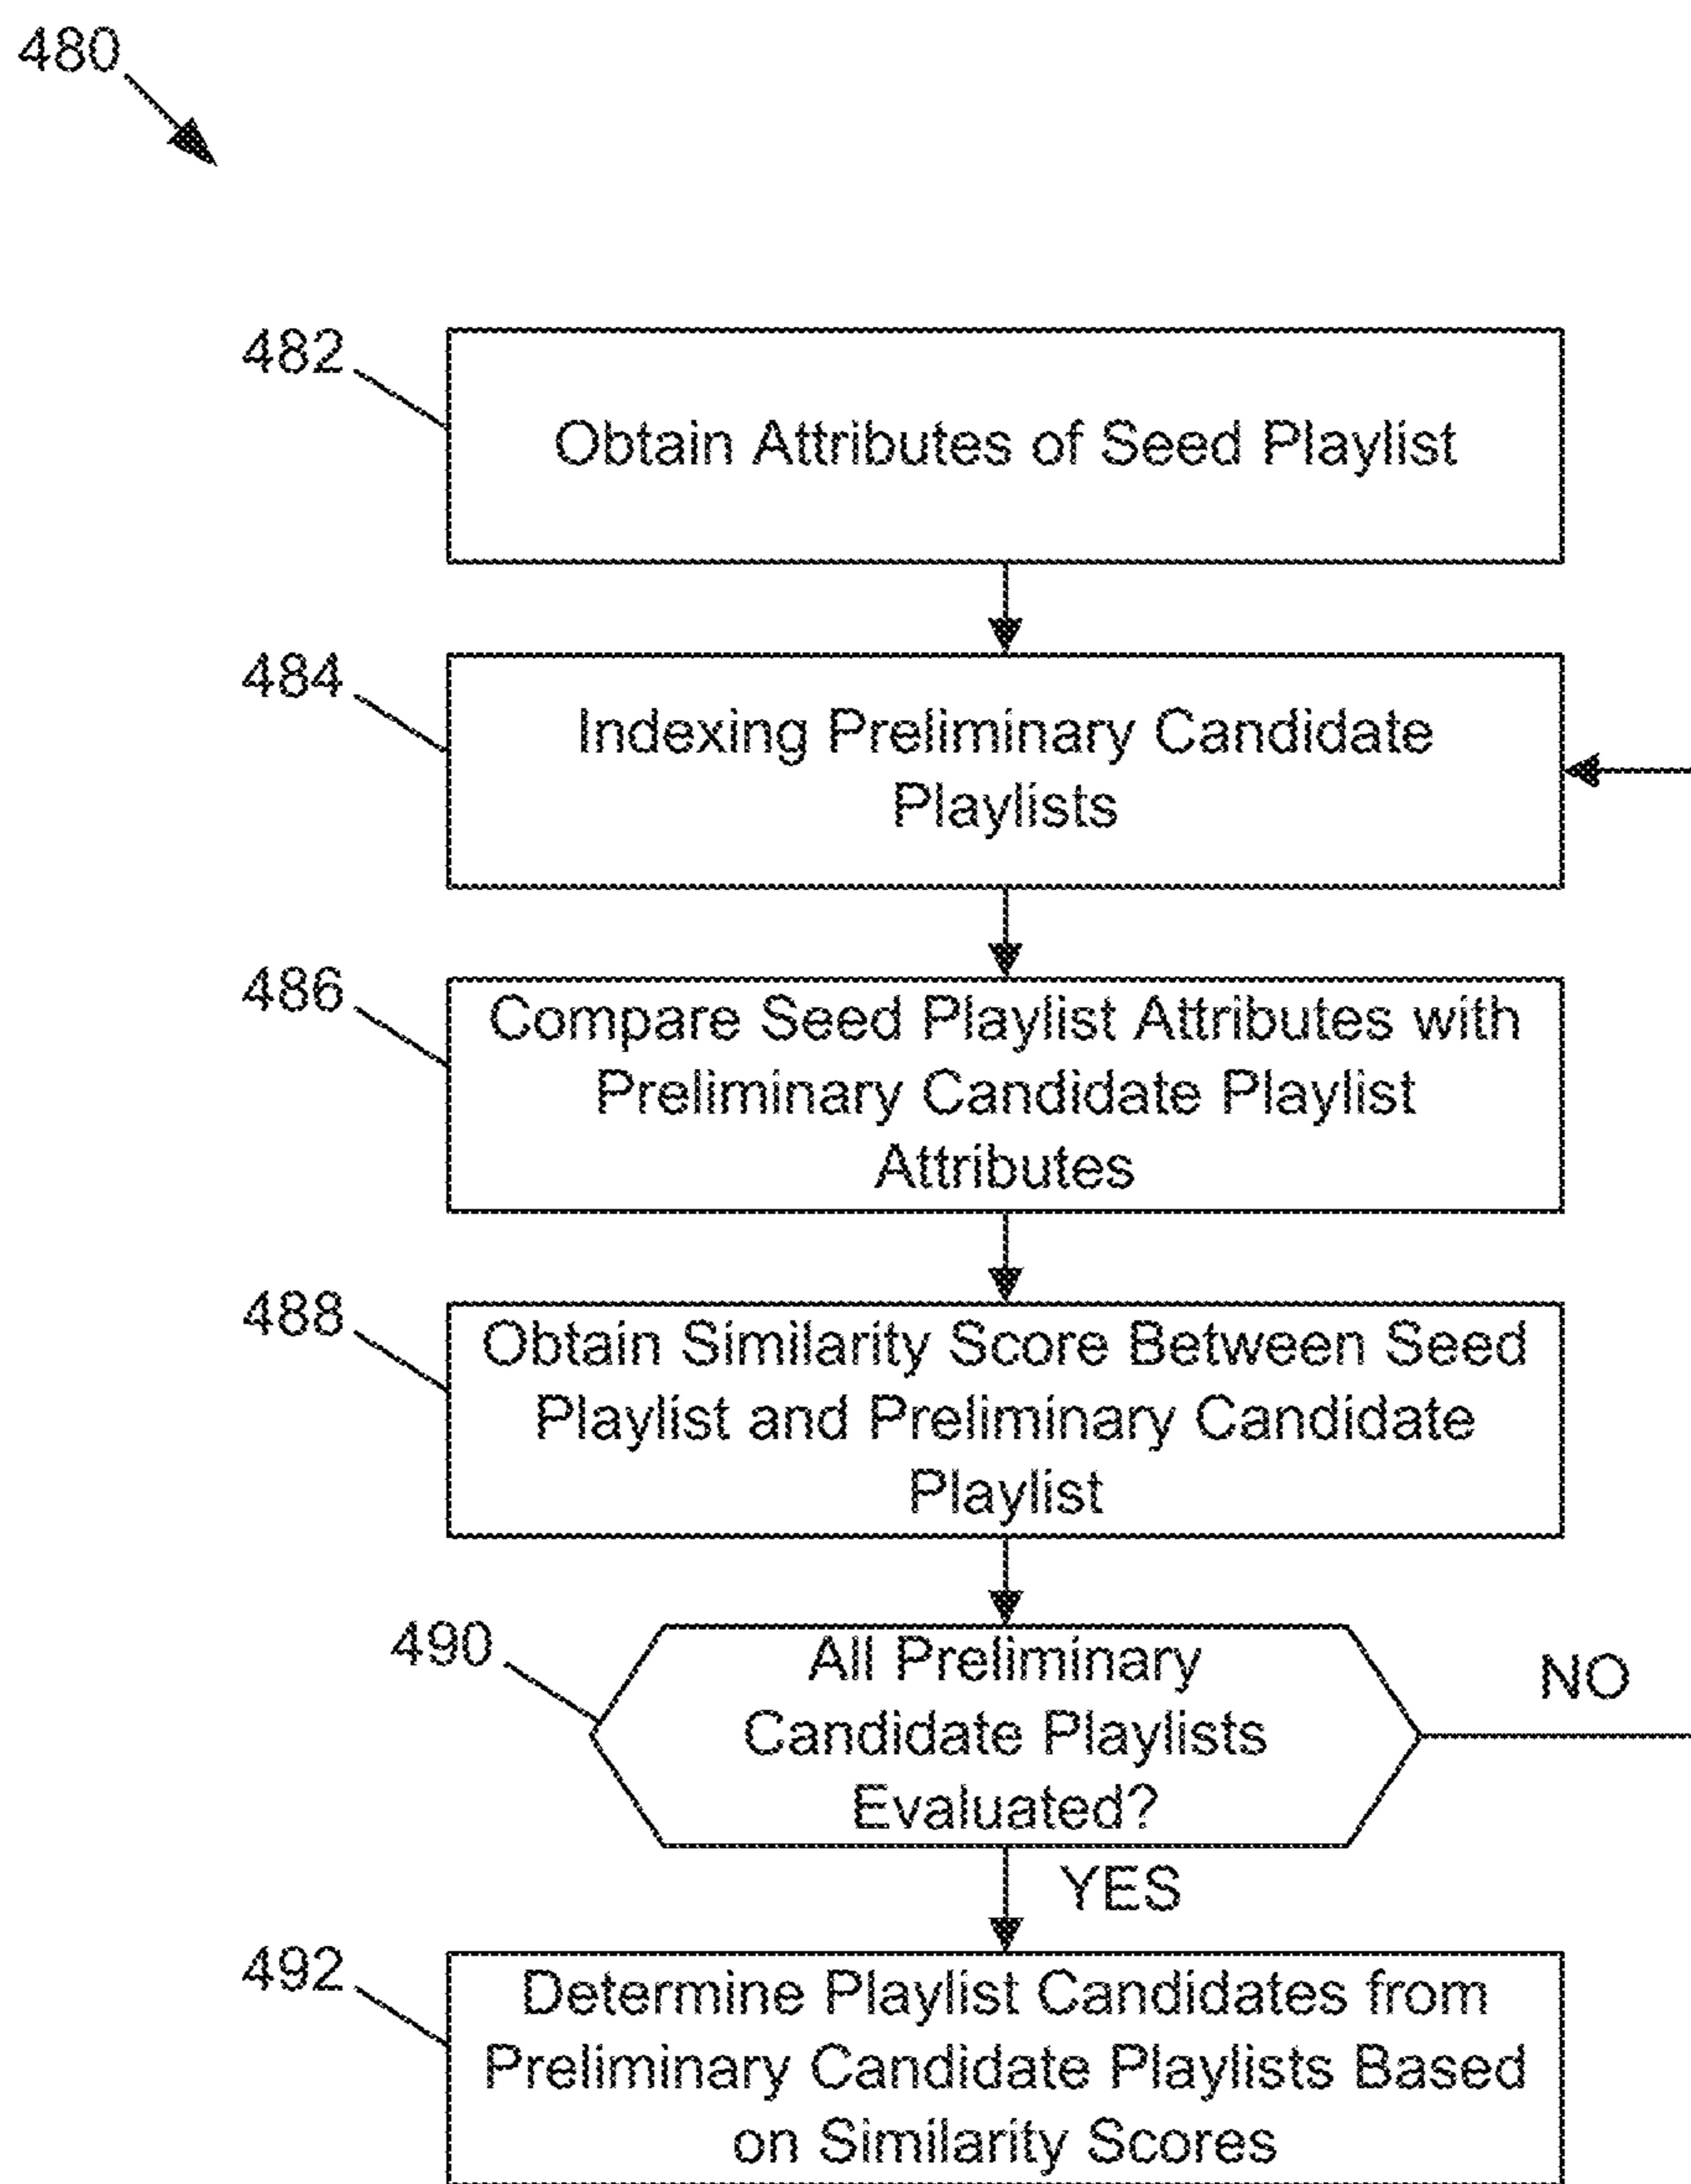 480
482
Obtain Attributes of Seed Playlist
484
Indexing Preliminary Candidate
Playlists
486
Compare Seed Playlist Attributes with
Preliminary Candidate Playlist
Attributes
488
Obtain Similarity Score Between Seed
Playlist and Preliminary Candidate
Playlist
490
All Preliminary
Candidate Playlists
Evaluated?
NO
YES
492
Determine Playlist Candidates from
Preliminary Candidate Playlists Based
on Similarity Scores